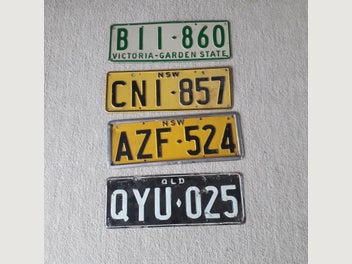 BII·860
VICTORIA-GARDEN STATE
NSW
CNI·857
NSW
AZF·524
QLD
QYU·025